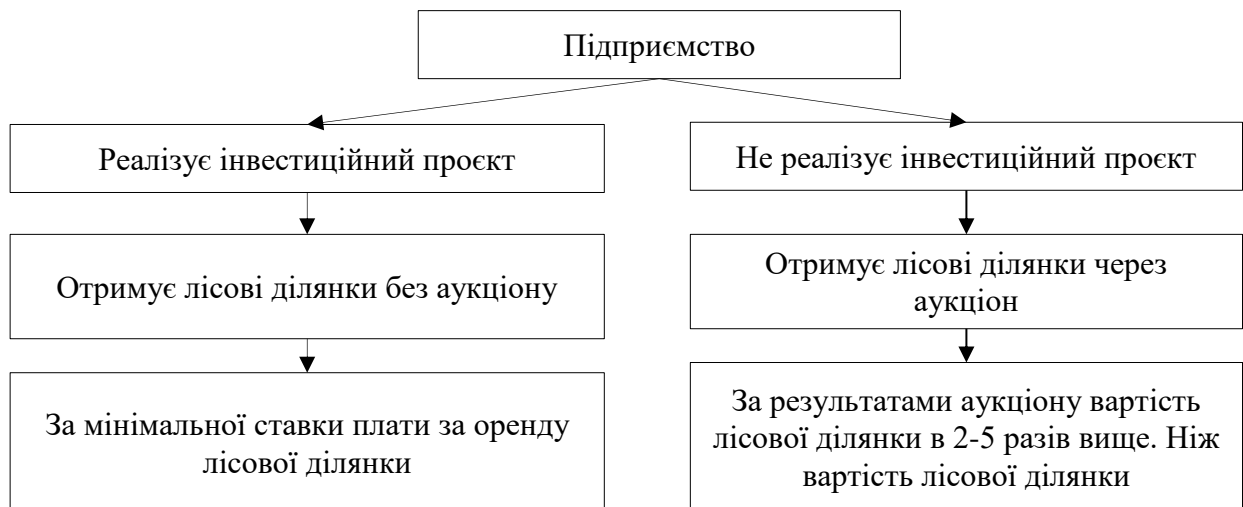 Підприємство
Реалізує інвестиційний проєкт
Не реалізує інвестиційний проєкт
Отримує лісові ділянки без аукціону
Отримує лісові ділянки через
аукціон
За мінімальної ставки плати за оренду
лісової ділянки
За результатами аукціону вартість
лісової ділянки в 2-5 разів вище. Ніж
вартість лісової ділянки